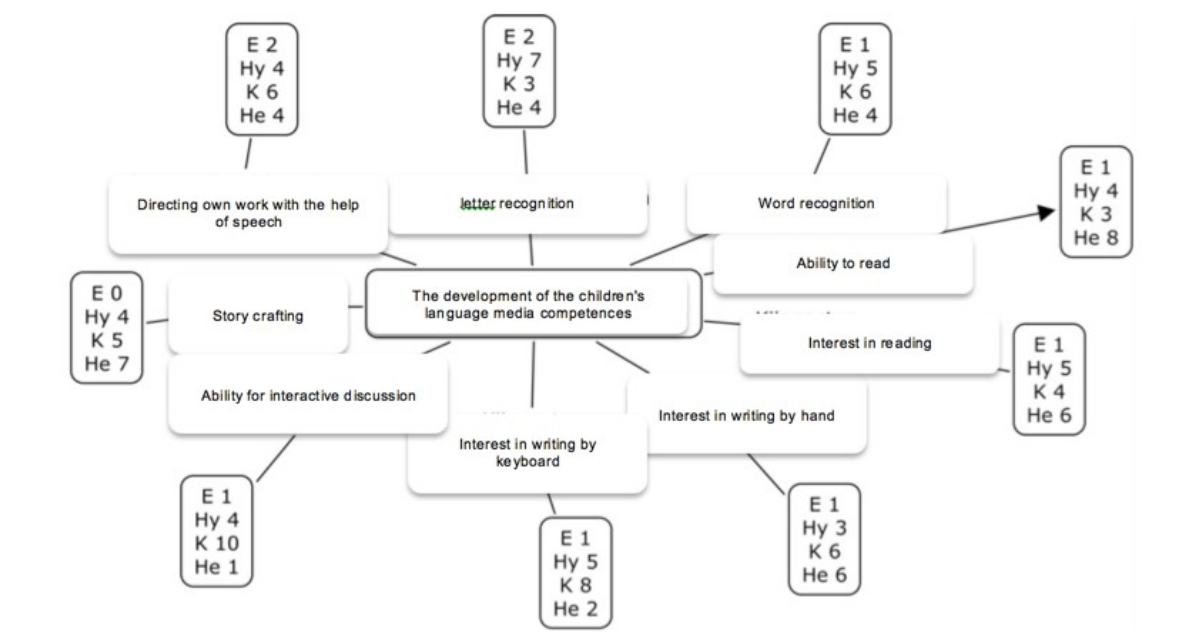 E 2
Hy 4
K 6
He 4
E 2
Hy 7
K 3
He 4
E 1
Hy 5
K 6
He 4
E 1
Hy 4
K 3
He 8
Directing own work with the help
of speech
letter recognition
Word recognition
Ability to read
E 0
Hy 4
K 5
He 7
Story crafting
The development of the children's
language media competences
Interest in reading
E 1
Hy 5
K 4
He 6
Ability for interactive discussion
Interest in writing by
keyboard
Interest in writing by hand
E 1
Hy 4
K 10
He 1
E 1
Hy 5
K 8
He 2
E 1
Hy 3
K 6
He 6